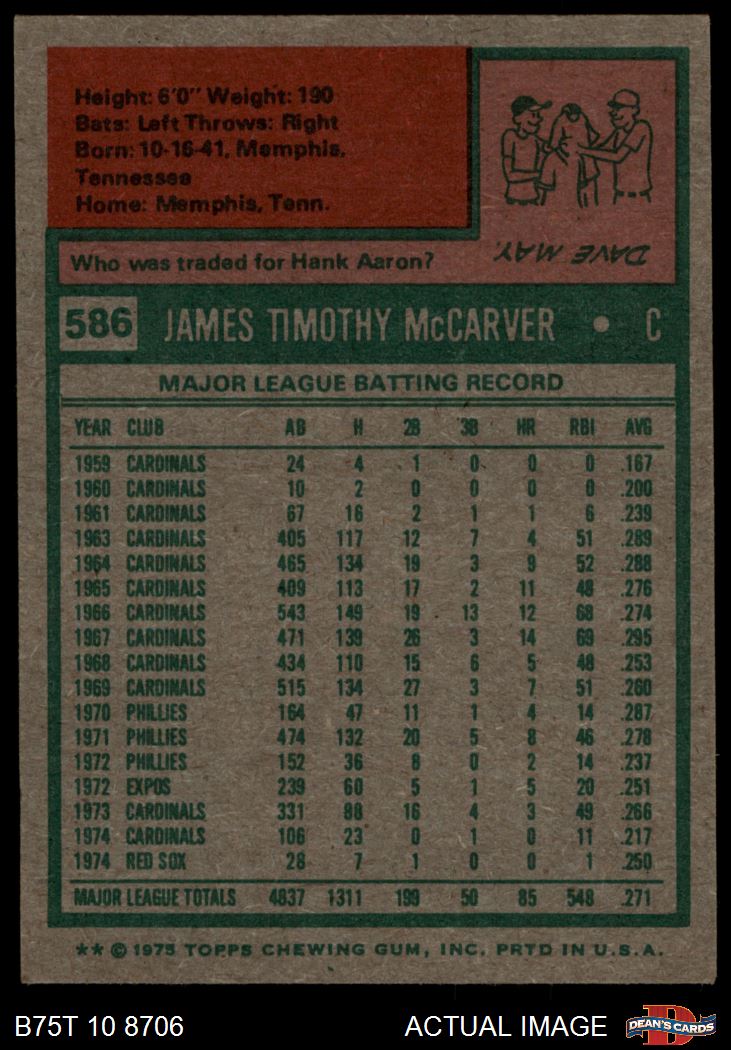 Height: 6'0" Weight: 190
Bats: Left Throws: Right
Born: 10-16-41, Memphis,
Tennessee
Home: Memphis, Tenn.
DAVE MAY.
Who was traded for Hank Aaron?
586 JAMES TIMOTHY McCARVER • C
MAJOR LEAGUE BATTING RECORD
YEAR CLUB AB H 2B 3B HR RBI AVG
1959 CARDINALS 24 4 1 0 0 0 .167
1960 CARDINALS 10 2 0 0 0 0 .200
1961 CARDINALS 67 16 2 1 1 6 .239
1963 CARDINALS 405 117 12 7 4 51 .289
1964 CARDINALS 465 134 19 3 9 52 .288
1965 CARDINALS 409 113 17 2 11 48 .276
1966 CARDINALS 543 149 19 13 12 68 .274
1967 CARDINALS 471 139 26 3 14 69 .295
1968 CARDINALS 434 110 15 6 5 48 .253
1969 CARDINALS 515 134 27 3 7 51 .260
1970 PHILLIES 164 47 11 1 4 14 .287
1971 PHILLIES 474 132 20 5 8 46 .278
1972 PHILLIES 152 36 8 0 2 14 .237
1972 EXPOS 239 60 5 1 5 20 .251
1973 CARDINALS 331 88 16 4 3 49 .266
1974 CARDINALS 106 23 0 1 0 11 .217
1974 RED SOX 28 7 1 0 0 1 .250
MAJOR LEAGUE TOTALS 4837 1311 199 50 85 548 .271
** © 1975 TOPPS CHEWING GUM, INC. PRTD IN U.S.A.
B75T 10 8706 ACTUAL IMAGE D DEAN'S CARDS